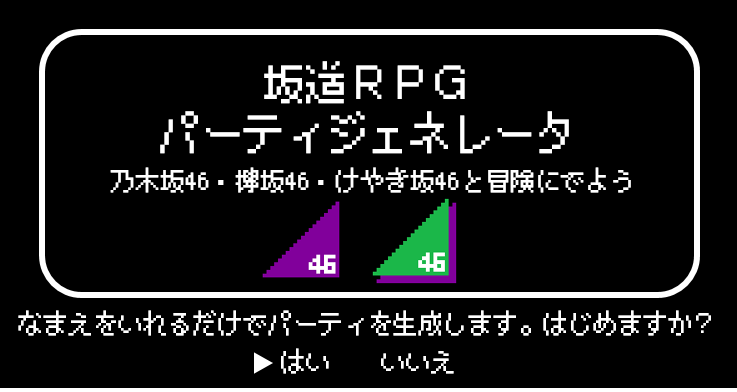 坂道ＲＰＧ
パーティジェネレータ
乃木坂46・欅坂46・けやき坂46と冒険にでよう
46 46
なまえをいれるだけでパーティを生成します。はじめますか？
▶はい いいえ